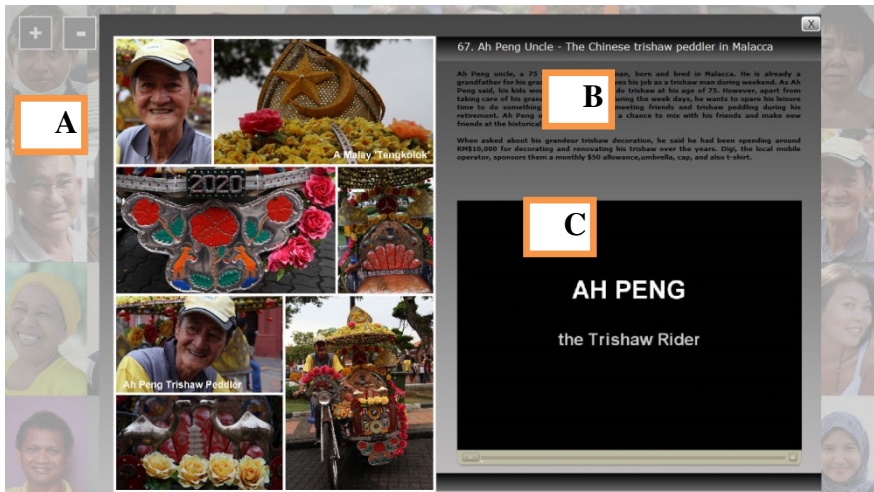 + -
X
A
A Malay 'Tengkolok'
2020
Ah Peng Trishaw Peddler
67. Ah Peng Uncle - The Chinese trishaw peddler in Malacca
B
Ah Peng uncle, a 75 man, born and bred in Malacca. He is already a
grandfather for his gran es his job as a trishaw man during weekend. As Ah
Peng said, his kids wo do trishaw at his age of 75. However, apart from
taking care of his gran uring the week days, he wants to spare his leisure
time to do something meeting friends and trishaw peddling during his
retirement. Ah Peng u a chance to mix with his friends and make new
friends at the historical
When asked about his grandeur trishaw decoration, he said he had been spending around
RM$10,000 for decorating and renovating his trishaw over the years. Digi, the local mobile
operator, sponsors them a monthly $50 allowance,umbrella, cap, and also t-shirt.
C
AH PENG
the Trishaw Rider